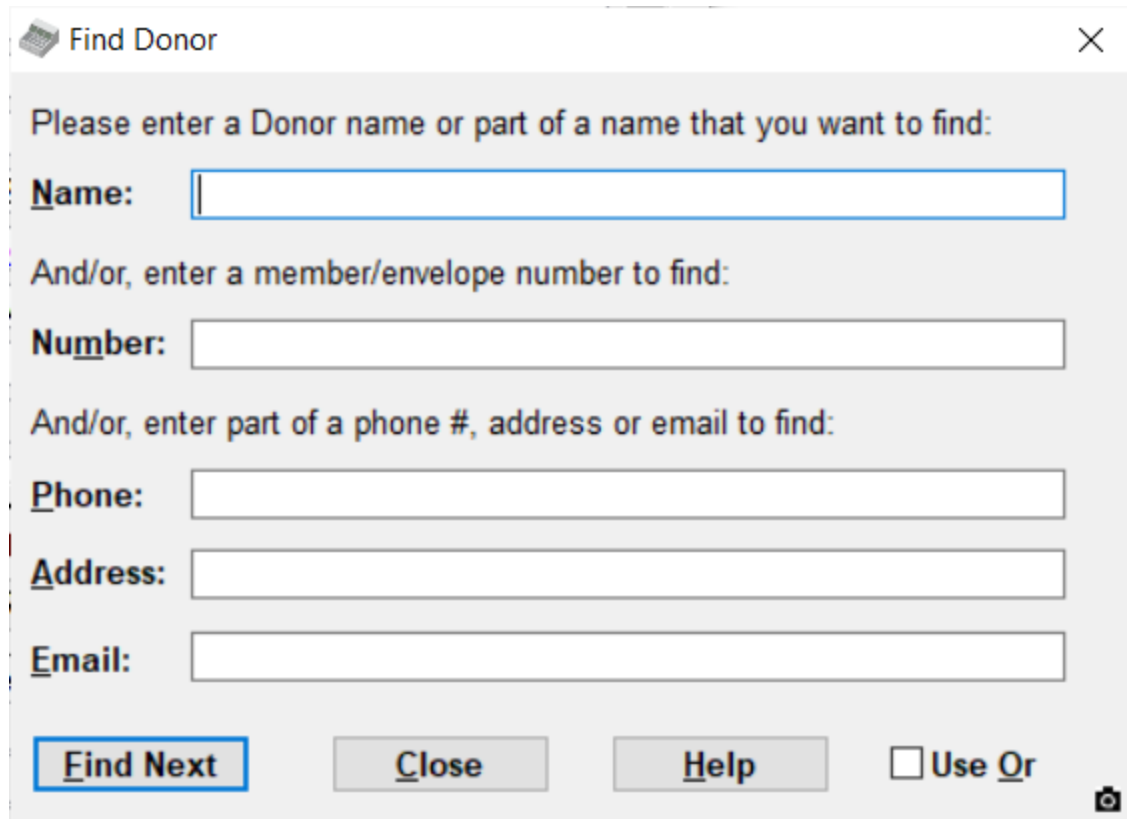 Find Donor
Please enter a Donor name or part of a name that you want to find:
Name:
And/or, enter a member/envelope number to find:
Number:
And/or, enter part of a phone #, address or email to find:
Phone:
Address:
Email:
Find Next Close Help Use Or